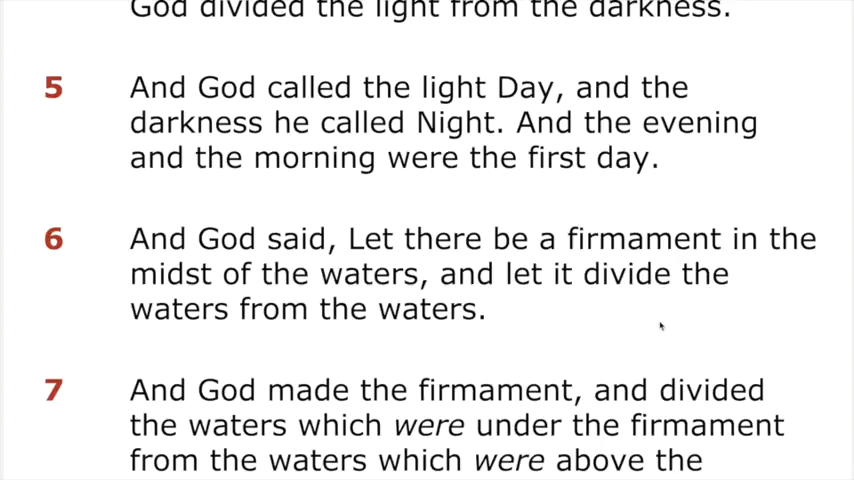 God divided the light from the darkness.
5 And God called the light Day, and the
darkness he called Night. And the evening
and the morning were the first day.
6 And God said, Let there be a firmament in the
midst of the waters, and let it divide the
waters from the waters.
7 And God made the firmament, and divided
the waters which were under the firmament
from the waters which were above the